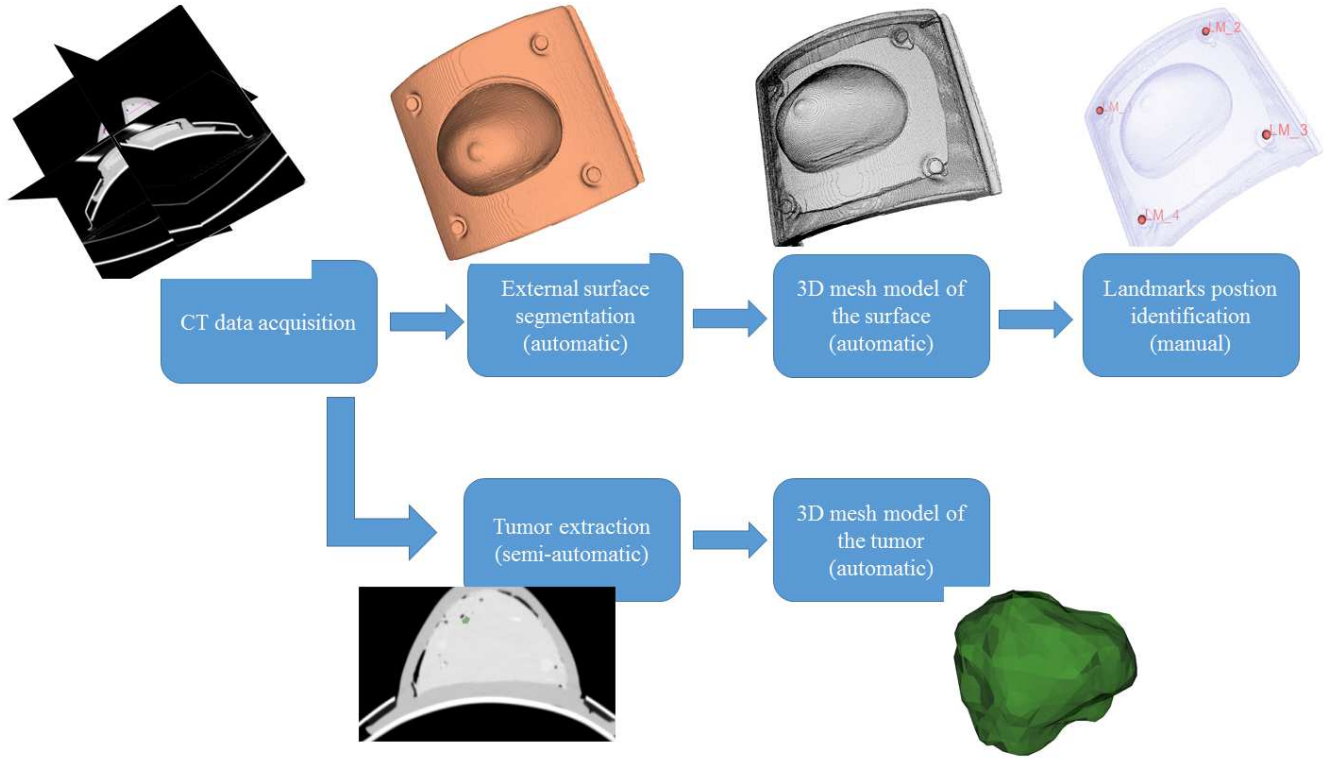 LM_2
LM_1
LM_3
LM_4
CT data acquisition
External surface
segmentation
(automatic)
3D mesh model of
the surface
(automatic)
Landmarks postion
identification
(manual)
Tumor extraction
(semi-automatic)
3D mesh model of
the tumor
(automatic)